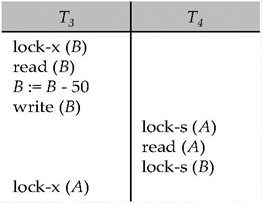 T3 T4
lock-x (B)
read (B)
B := B - 50
write (B)
lock-s (A)
read (A)
lock-s (B)
lock-x (A)